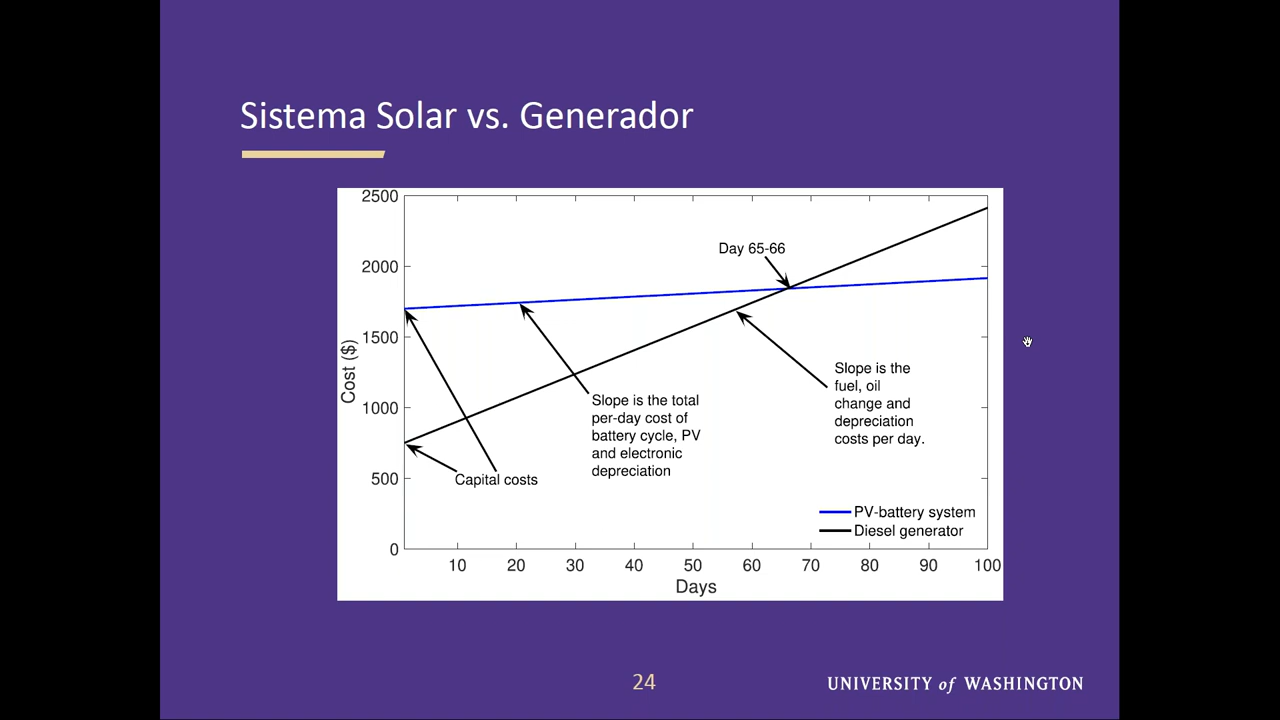 Sistema Solar vs. Generador
2500
2000
1500
1000
500
0
Cost ($)
Day 65-66
Slope is the
fuel, oil
change and
depreciation
costs per day.
Slope is the total
per-day cost of
battery cycle, PV
and electronic
depreciation
Capital costs
PV-battery system
Diesel generator
10 20 30 40 50 60 70 80 90 100
Days
24
UNIVERSITY of WASHINGTON